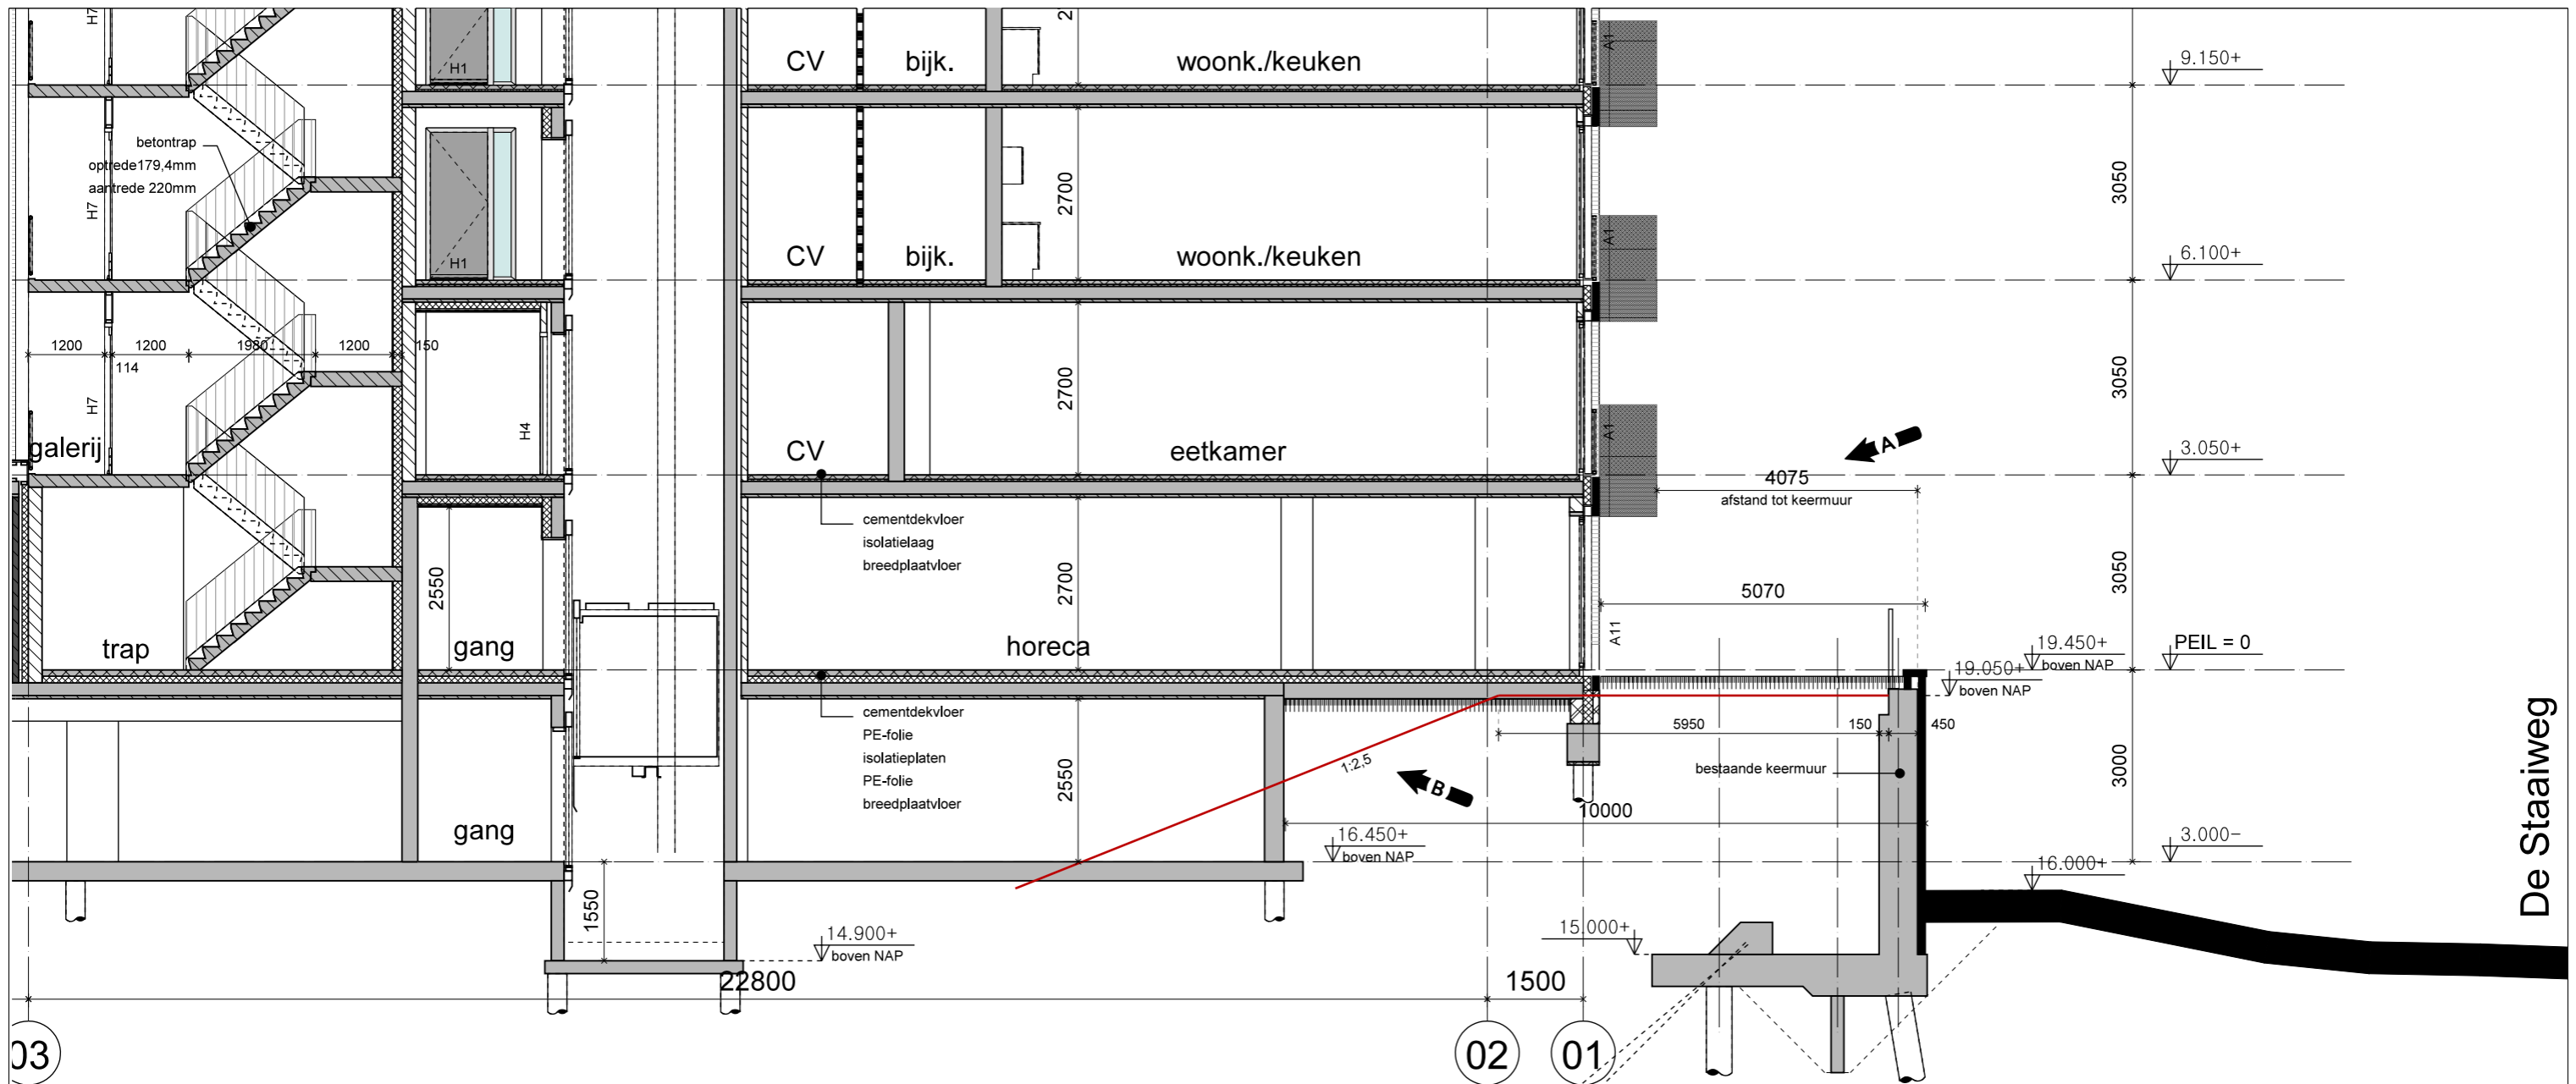 H7
H1
CV
bijk.
woonk./keuken
A1
9.150+
betontrap
optrede179,4mm
aantrede 220mm
H7
H1
2700
CV
bijk.
woonk./keuken
A1
3050
6.100+
1200
114
1200
1980
1200
150
H7
galerij
H4
2700
CV
eetkamer
A1
A
3050
3.050+
4075
afstand tot keermuur
cementdekvloer
isolatielaag
breedplaatvloer
2550
2700
5070
3050
trap
gang
horeca
A11
19.450+
boven NAP
PEIL = 0
19.050+
boven NAP
cementdekvloer
PE-folie
isolatieplaten
PE-folie
breedplaatvloer
2550
1:2,5
B
5950
150
450
bestaande keermuur
3000
De Staaiweg
10000
gang
16.450+
boven NAP
3.000-
16.000+
1550
14.900+
boven NAP
15.000+
22800
1500
03
02
01